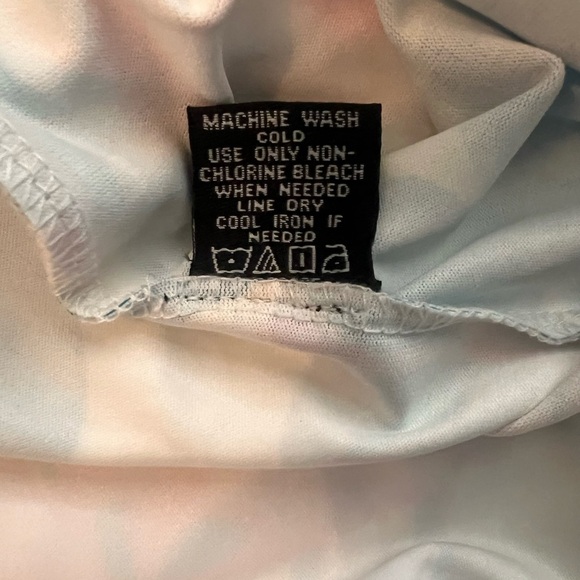 MACHINE WASH
COLD
USE ONLY NON-
CHLORINE BLEACH
WHEN NEEDED
LINE DRY
COOL IRON IF
NEEDED